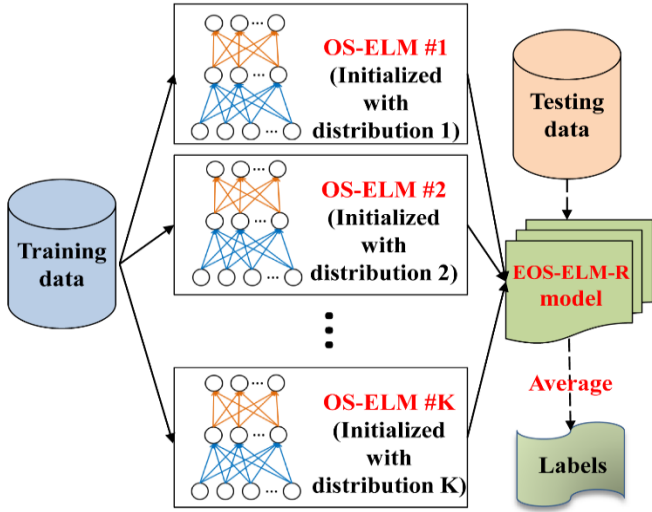 Training
data
OS-ELM #1
(Initialized
with
distribution 1)
OS-ELM #2
(Initialized
with
distribution 2)
OS-ELM #K
(Initialized
with
distribution K)
Testing
data
EOS-ELM-R
model
Average
Labels